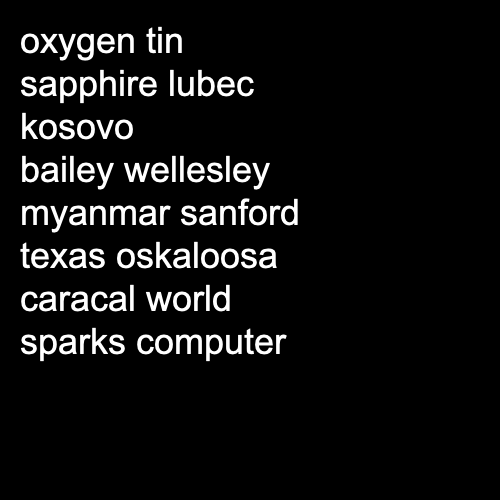 oxygen tin
sapphire lubec
kosovo
bailey wellesley
myanmar sanford
texas oskaloosa
caracal world
sparks computer